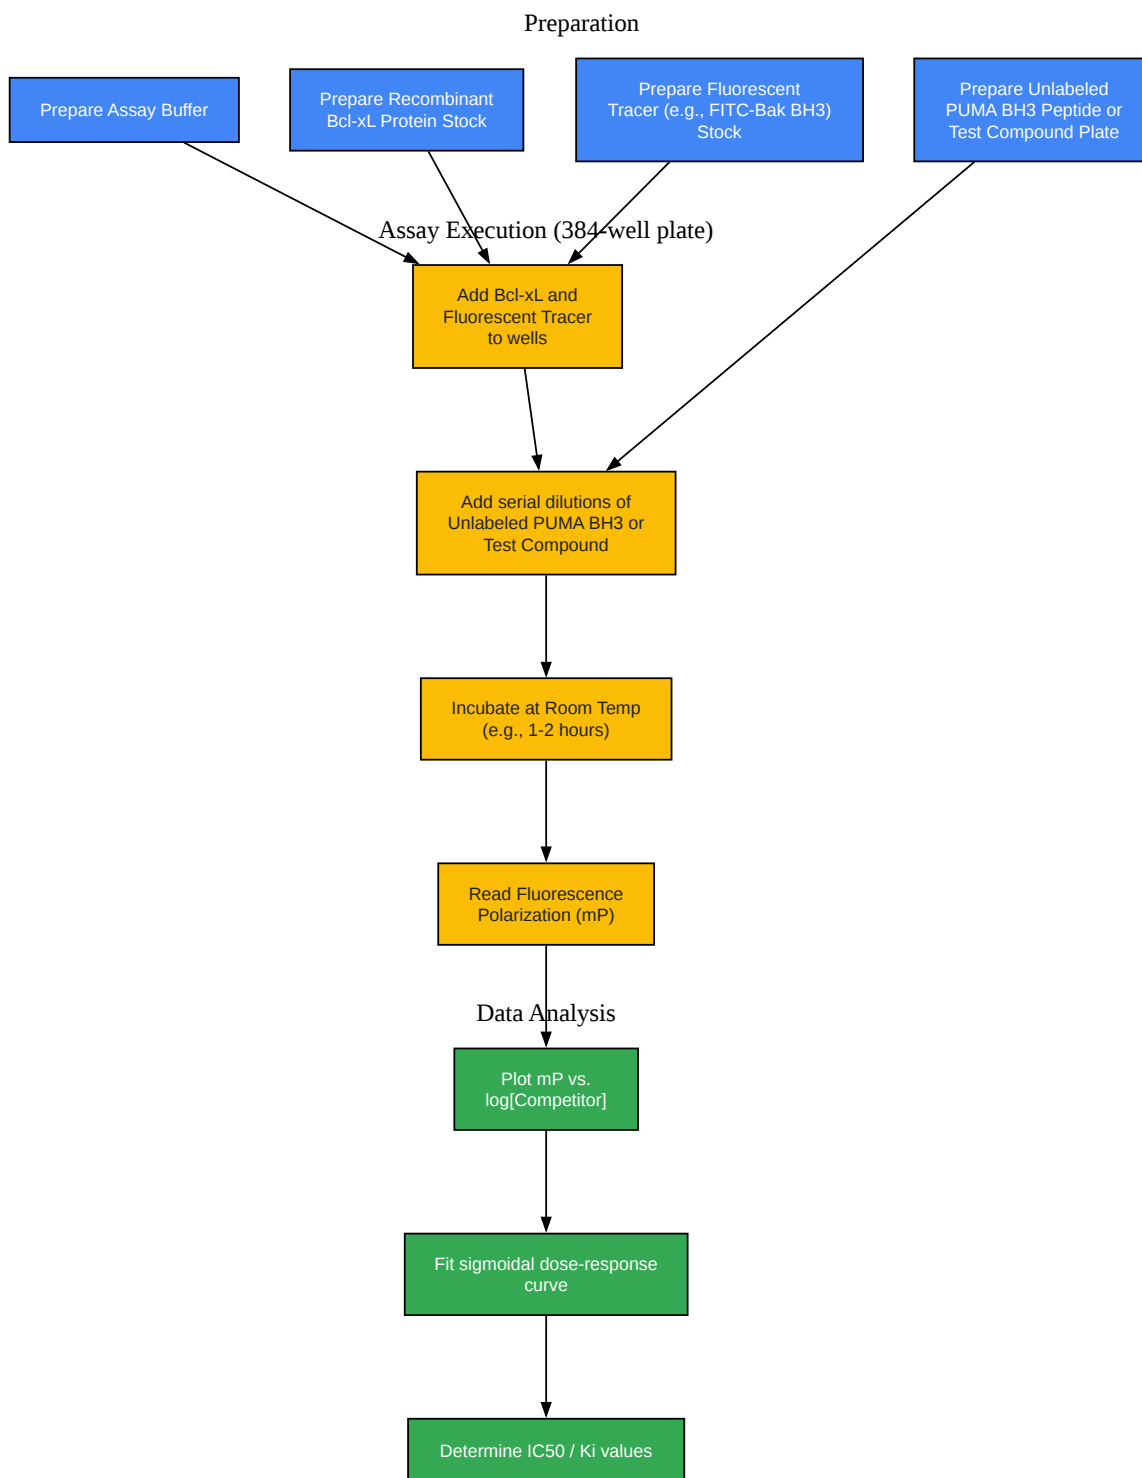 Preparation
Prepare Assay Buffer
Prepare Recombinant
Bcl-xL Protein Stock
Prepare Fluorescent
Tracer (e.g., FITC-Bak BH3)
Stock
Prepare Unlabeled
PUMA BH3 Peptide or
Test Compound Plate
Assay Execution (384-well plate)
Add Bcl-xL and
Fluorescent Tracer
to wells
Add serial dilutions of
Unlabeled PUMA BH3 or
Test Compound
Incubate at Room Temp
(e.g., 1-2 hours)
Read Fluorescence
Polarization (mP)
Data Analysis
Plot mP vs.
log[Competitor]
Fit sigmoidal dose-response
curve
Determine IC50 / Ki values